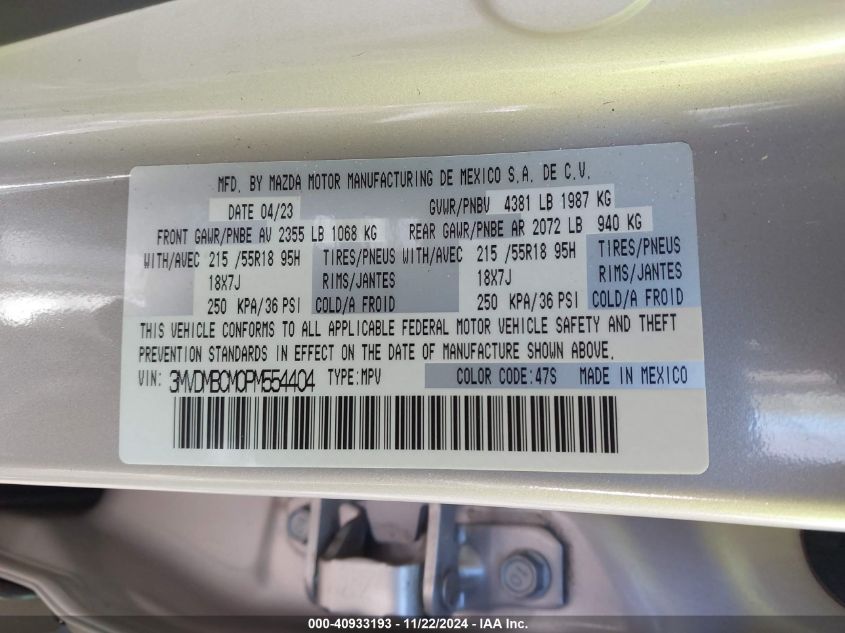 MFD. BY MAZDA MOTOR MANUFACTURING DE MEXICO S.A. DE C.V.
DATE 04/23 GVWR/PNBV 4381 LB 1987 KG
FRONT GAWR/PNBE AV 2355 LB 1068 KG REAR GAWR/PNBE AR 2072 LB 940 KG
WITH/AVEC 215 /55R18 95H TIRES/PNEUS WITH/AVEC 215 /55R18 95H TIRES/PNEUS
18X7J RIMS/JANTES 18X7J RIMS/JANTES
250 KPA/36 PSI COLD/A FROID 250 KPA/36 PSI COLD/A FROID
THIS VEHICLE CONFORMS TO ALL APPLICABLE FEDERAL MOTOR VEHICLE SAFETY AND THEFT
PREVENTION STANDARDS IN EFFECT ON THE DATE OF MANUFACTURE SHOWN ABOVE.
VIN: 3MVDMBCM0PM554404 TYPE:MPV COLOR CODE:47S MADE IN MEXICO
000-40933193 - 11/22/2024 - IAA Inc.